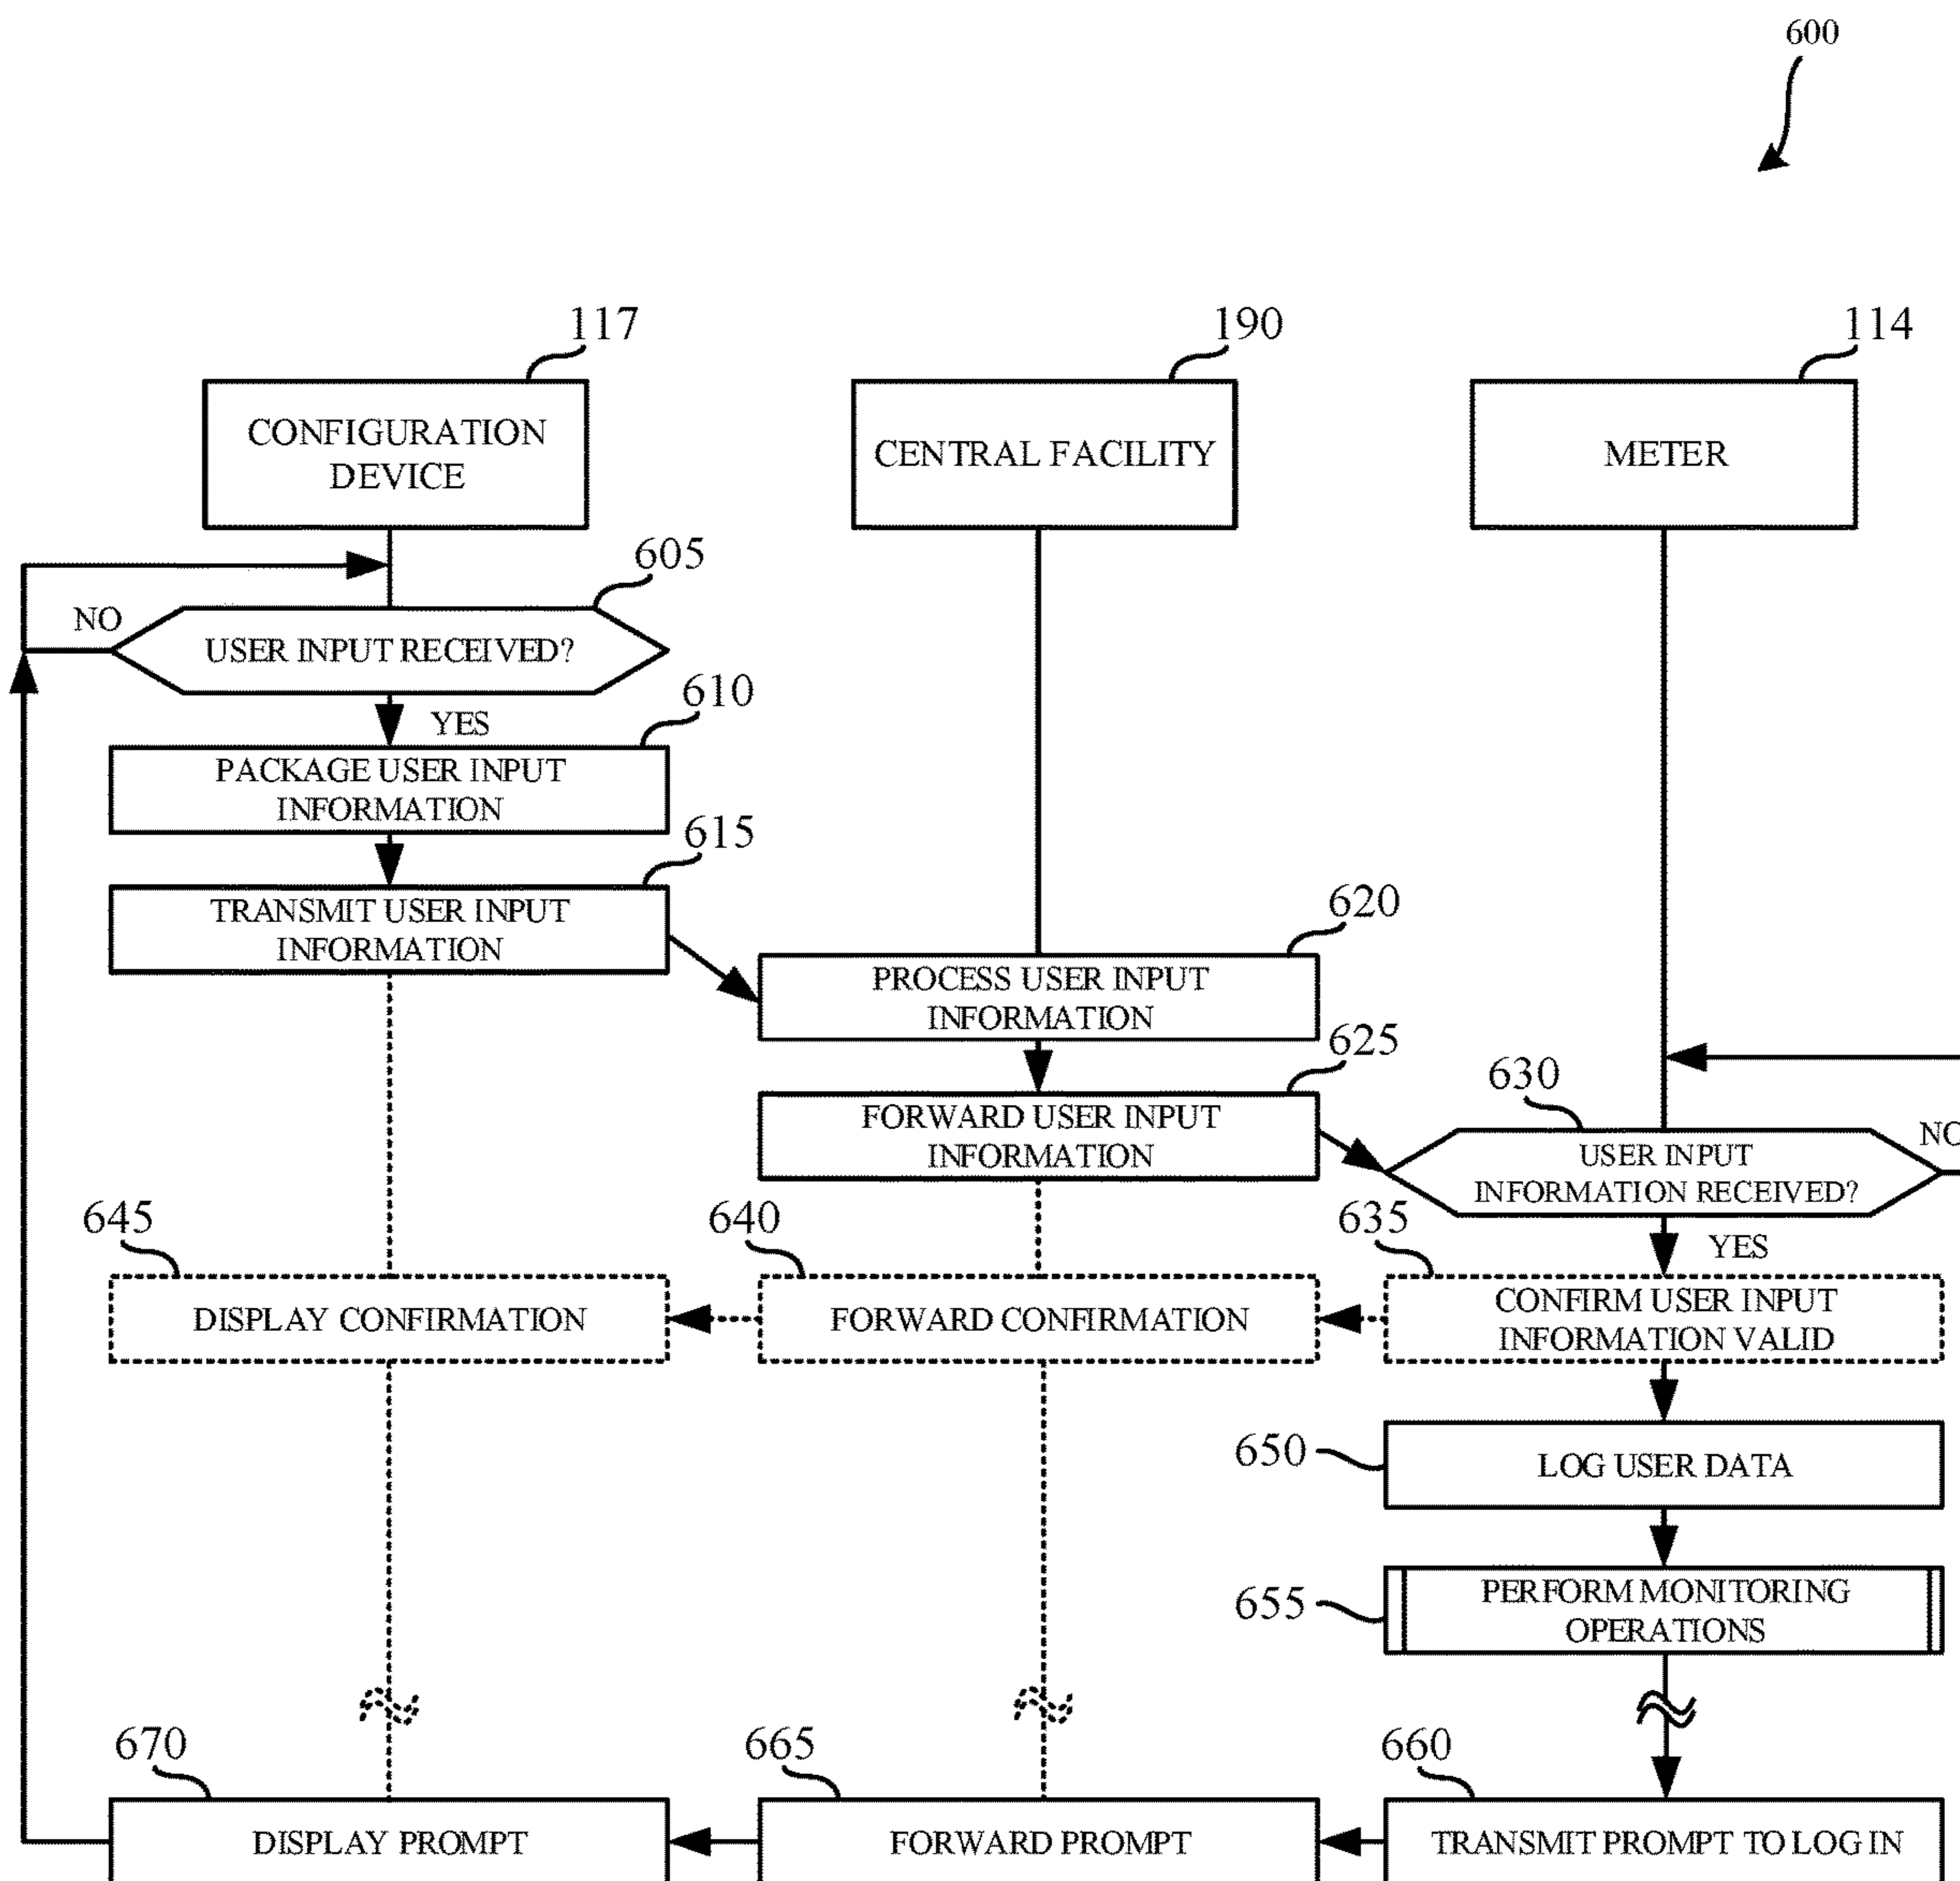 600
117
190
114
CONFIGURATION
DEVICE
CENTRAL FACILITY
METER
605
NO
USER INPUT RECEIVED?
610
YES
PACKAGE USER INPUT
INFORMATION
615
TRANSMIT USER INPUT
INFORMATION
620
PROCESS USER INPUT
INFORMATION
625
FORWARD USER INPUT
INFORMATION
630
NO
USER INPUT
INFORMATION RECEIVED?
645
640
635
YES
DISPLAY CONFIRMATION
FORWARD CONFIRMATION
CONFIRM USER INPUT
INFORMATION VALID
650
LOG USER DATA
655
PERFORM MONITORING
OPERATIONS
670
665
660
DISPLAY PROMPT
FORWARD PROMPT
TRANSMIT PROMPT TO LOG IN